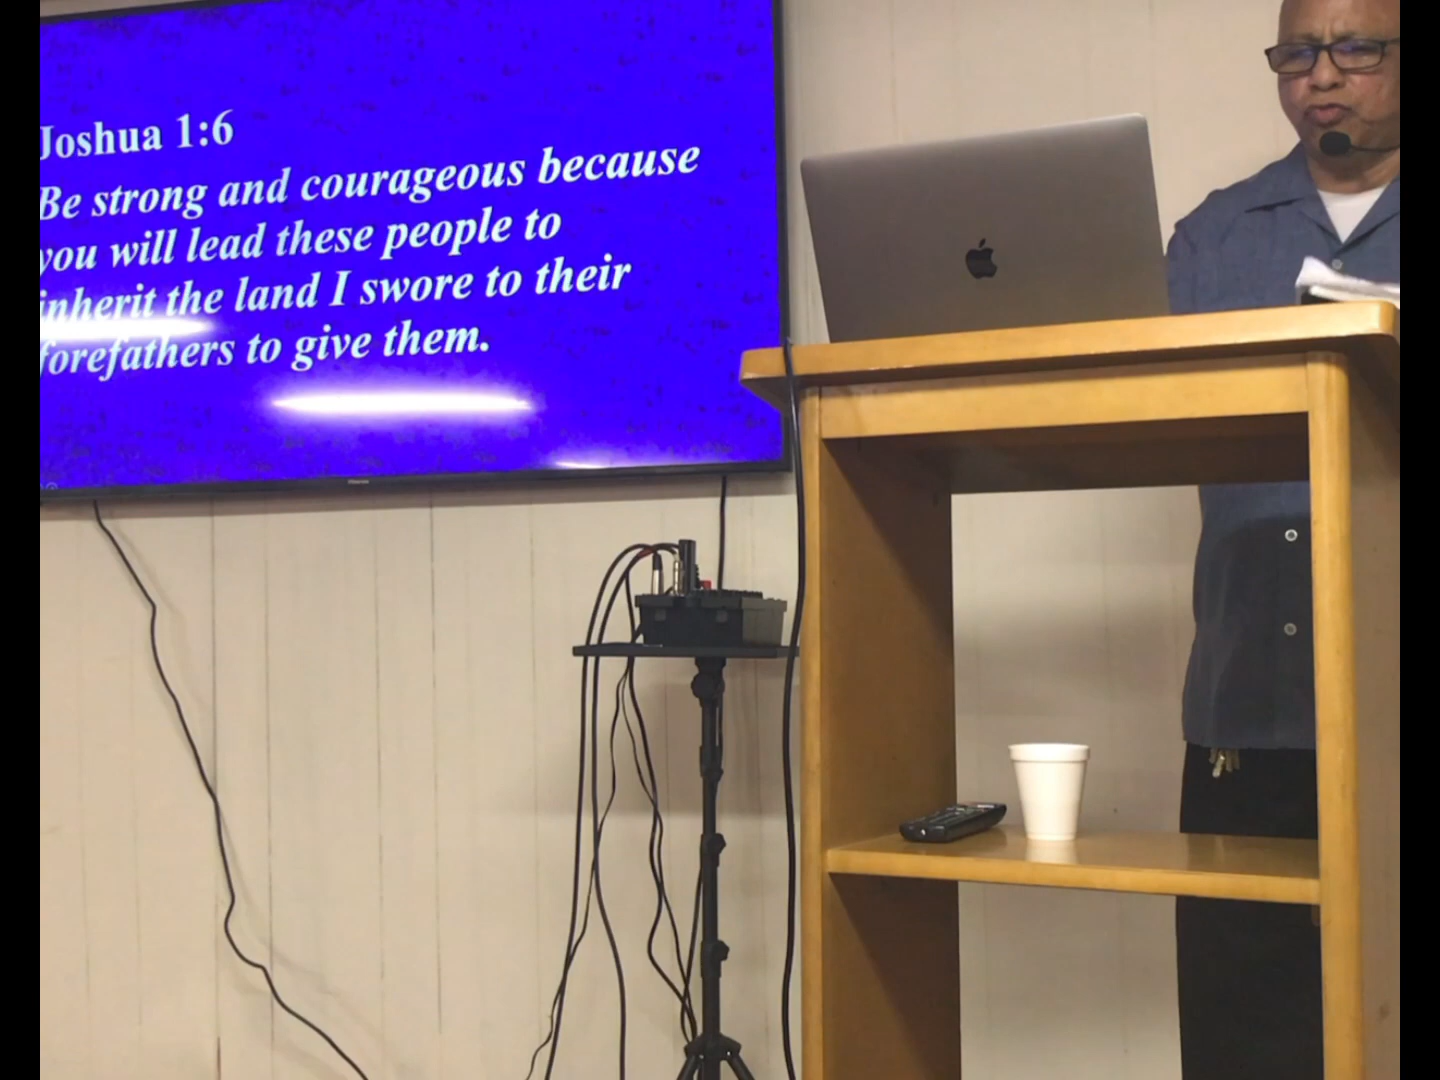 Joshua 1:6
Be strong and courageous because
you will lead these people to
inherit the land I swore to their
forefathers to give them.